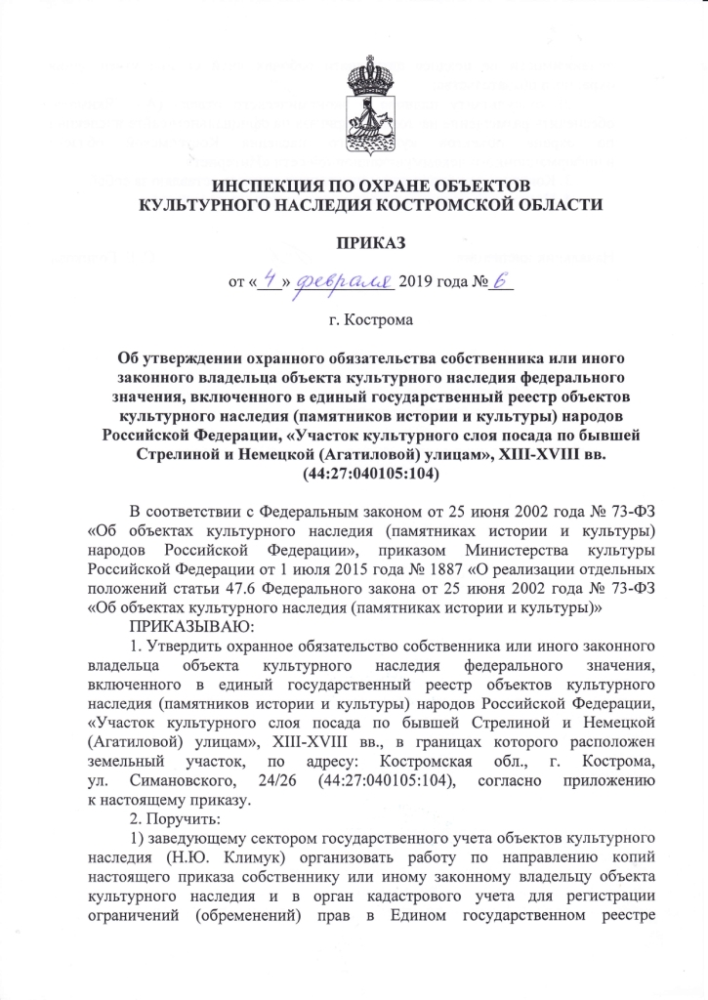 ИНСПЕКЦИЯ ПО ОХРАНЕ ОБЪЕКТОВ
КУЛЬТУРНОГО НАСЛЕДИЯ КОСТРОМСКОЙ ОБЛАСТИ
ПРИКАЗ
от «4» февраля 2019 года № 6
г. Кострома
Об утверждении охранного обязательства собственника или иного
законного владельца объекта культурного наследия федерального
значения, включенного в единый государственный реестр объектов
культурного наследия (памятников истории и культуры) народов
Российской Федерации, «Участок культурного слоя посада по бывшей
Стрелиной и Немецкой (Агатиловой) улицам», XIII-XVIII вв.
(44:27:040105:104)
В соответствии с Федеральным законом от 25 июня 2002 года № 73-ФЗ
«Об объектах культурного наследия (памятниках истории и культуры)
народов Российской Федерации», приказом Министерства культуры
Российской Федерации от 1 июля 2015 года № 1887 «О реализации отдельных
положений статьи 47.6 Федерального закона от 25 июня 2002 года № 73-ФЗ
«Об объектах культурного наследия (памятниках истории и культуры)»
ПРИКАЗЫВАЮ:
1. Утвердить охранное обязательство собственника или иного законного
владельца объекта культурного наследия федерального значения,
включенного в единый государственный реестр объектов культурного
наследия (памятников истории и культуры) народов Российской Федерации,
«Участок культурного слоя посада по бывшей Стрелиной и Немецкой
(Агатиловой) улицам», XIII-XVIII вв., в границах которого расположен
земельный участок, по адресу: Костромская обл., г. Кострома,
ул. Симановского, 24/26 (44:27:040105:104), согласно приложению
к настоящему приказу.
2. Поручить:
1) заведующему сектором государственного учета объектов культурного
наследия (Н.Ю. Климук) организовать работу по направлению копий
настоящего приказа собственнику или иному законному владельцу объекта
культурного наследия и в орган кадастрового учета для регистрации
ограничений (обременений) прав в Едином государственном реестре